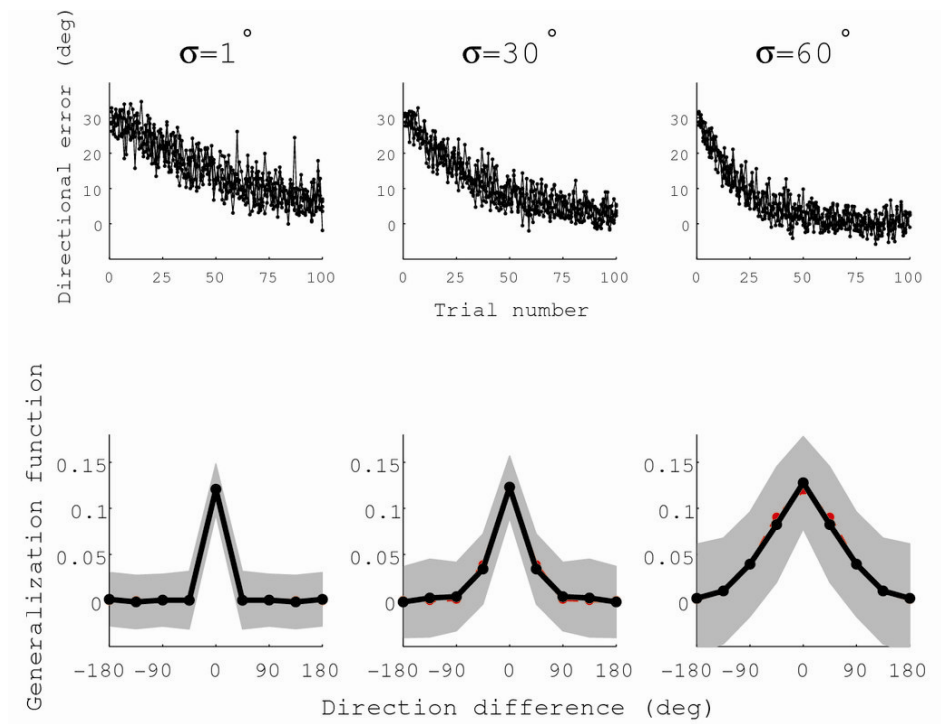 σ=1°
σ=30°
σ=60°
Directional error (deg)
30
20
10
0
0 25 50 75 100
30
20
10
0
0 25 50 75 100
30
20
10
0
0 25 50 75 100
Trial number
Generalization function
0.15
0.1
0.05
0
-180 -90 0 90 180
0.15
0.1
0.05
0
-180 -90 0 90 180
0.15
0.1
0.05
0
-180 -90 0 90 180
Direction difference (deg)